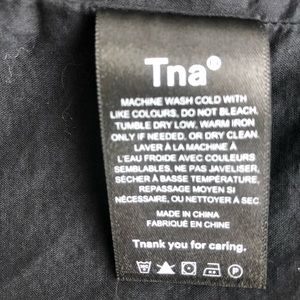 Tna®
MACHINE WASH COLD WITH
LIKE COLOURS, DO NOT BLEACH,
TUMBLE DRY LOW, WARM IRON
ONLY IF NEEDED, OR DRY CLEAN.
LAVER À LA MACHINE À
L'EAU FROIDE AVEC COULEURS
SEMBLABLES, NE PAS JAVELISER,
SÉCHER À BASSE TEMPÉRATURE,
REPASSAGE MOYEN SI
NÉCESSAIRE, OU NETTOYER À SEC.
MADE IN CHINA
FABRIQUÉ EN CHINE
Tnank you for caring.
P